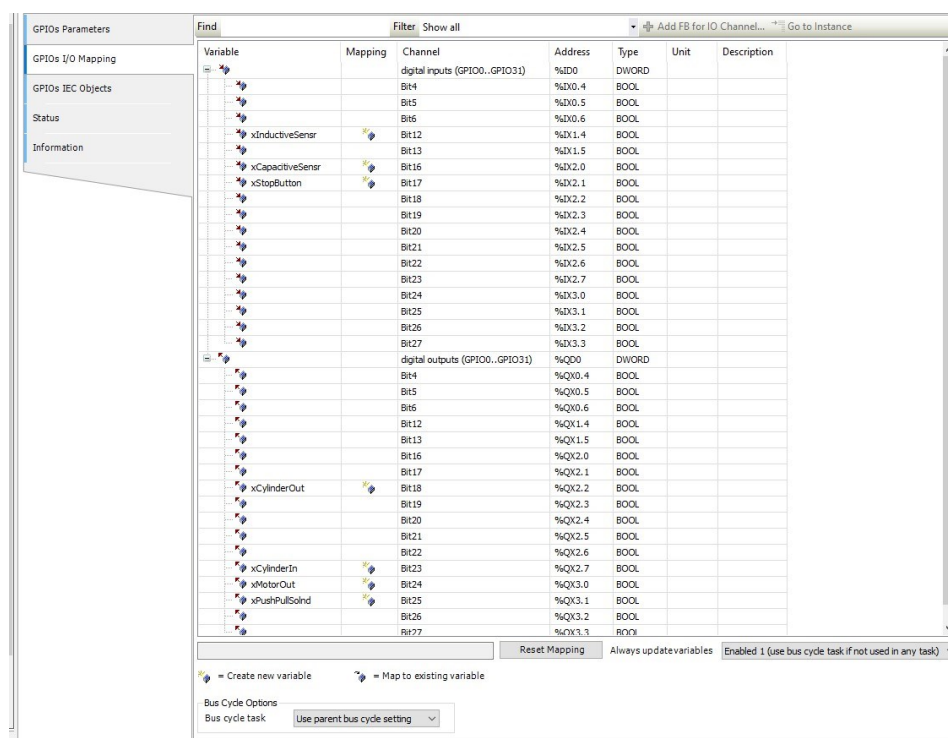 GPIOs Parameters
GPIOs I/O Mapping
GPIOs IEC Objects
Status
Information
Find Filter Show all Add FB for IO Channel... Go to Instance
Variable Mapping Channel Address Type Unit Description
digital inputs (GPIO0..GPIO31) %ID0 DWORD
Bit4 %IX0.4 BOOL
Bit5 %IX0.5 BOOL
Bit6 %IX0.6 BOOL
xInductiveSensr Bit12 %IX1.4 BOOL
Bit13 %IX1.5 BOOL
xCapacitiveSensr Bit16 %IX2.0 BOOL
xStopButton Bit17 %IX2.1 BOOL
Bit18 %IX2.2 BOOL
Bit19 %IX2.3 BOOL
Bit20 %IX2.4 BOOL
Bit21 %IX2.5 BOOL
Bit22 %IX2.6 BOOL
Bit23 %IX2.7 BOOL
Bit24 %IX3.0 BOOL
Bit25 %IX3.1 BOOL
Bit26 %IX3.2 BOOL
Bit27 %IX3.3 BOOL
digital outputs (GPIO0..GPIO31) %QD0 DWORD
Bit4 %QX0.4 BOOL
Bit5 %QX0.5 BOOL
Bit6 %QX0.6 BOOL
Bit12 %QX1.4 BOOL
Bit13 %QX1.5 BOOL
Bit16 %QX2.0 BOOL
Bit17 %QX2.1 BOOL
xCylinderOut Bit18 %QX2.2 BOOL
Bit19 %QX2.3 BOOL
Bit20 %QX2.4 BOOL
Bit21 %QX2.5 BOOL
Bit22 %QX2.6 BOOL
xCylinderIn Bit23 %QX2.7 BOOL
xMotorOut Bit24 %QX3.0 BOOL
xPushPullSolnd Bit25 %QX3.1 BOOL
Bit26 %QX3.2 BOOL
Bit27 %QX3.3 BOOL
Reset Mapping Always update variables Enabled 1 (use bus cycle task if not used in any task)
= Create new variable = Map to existing variable
Bus Cycle Options
Bus cycle task Use parent bus cycle setting